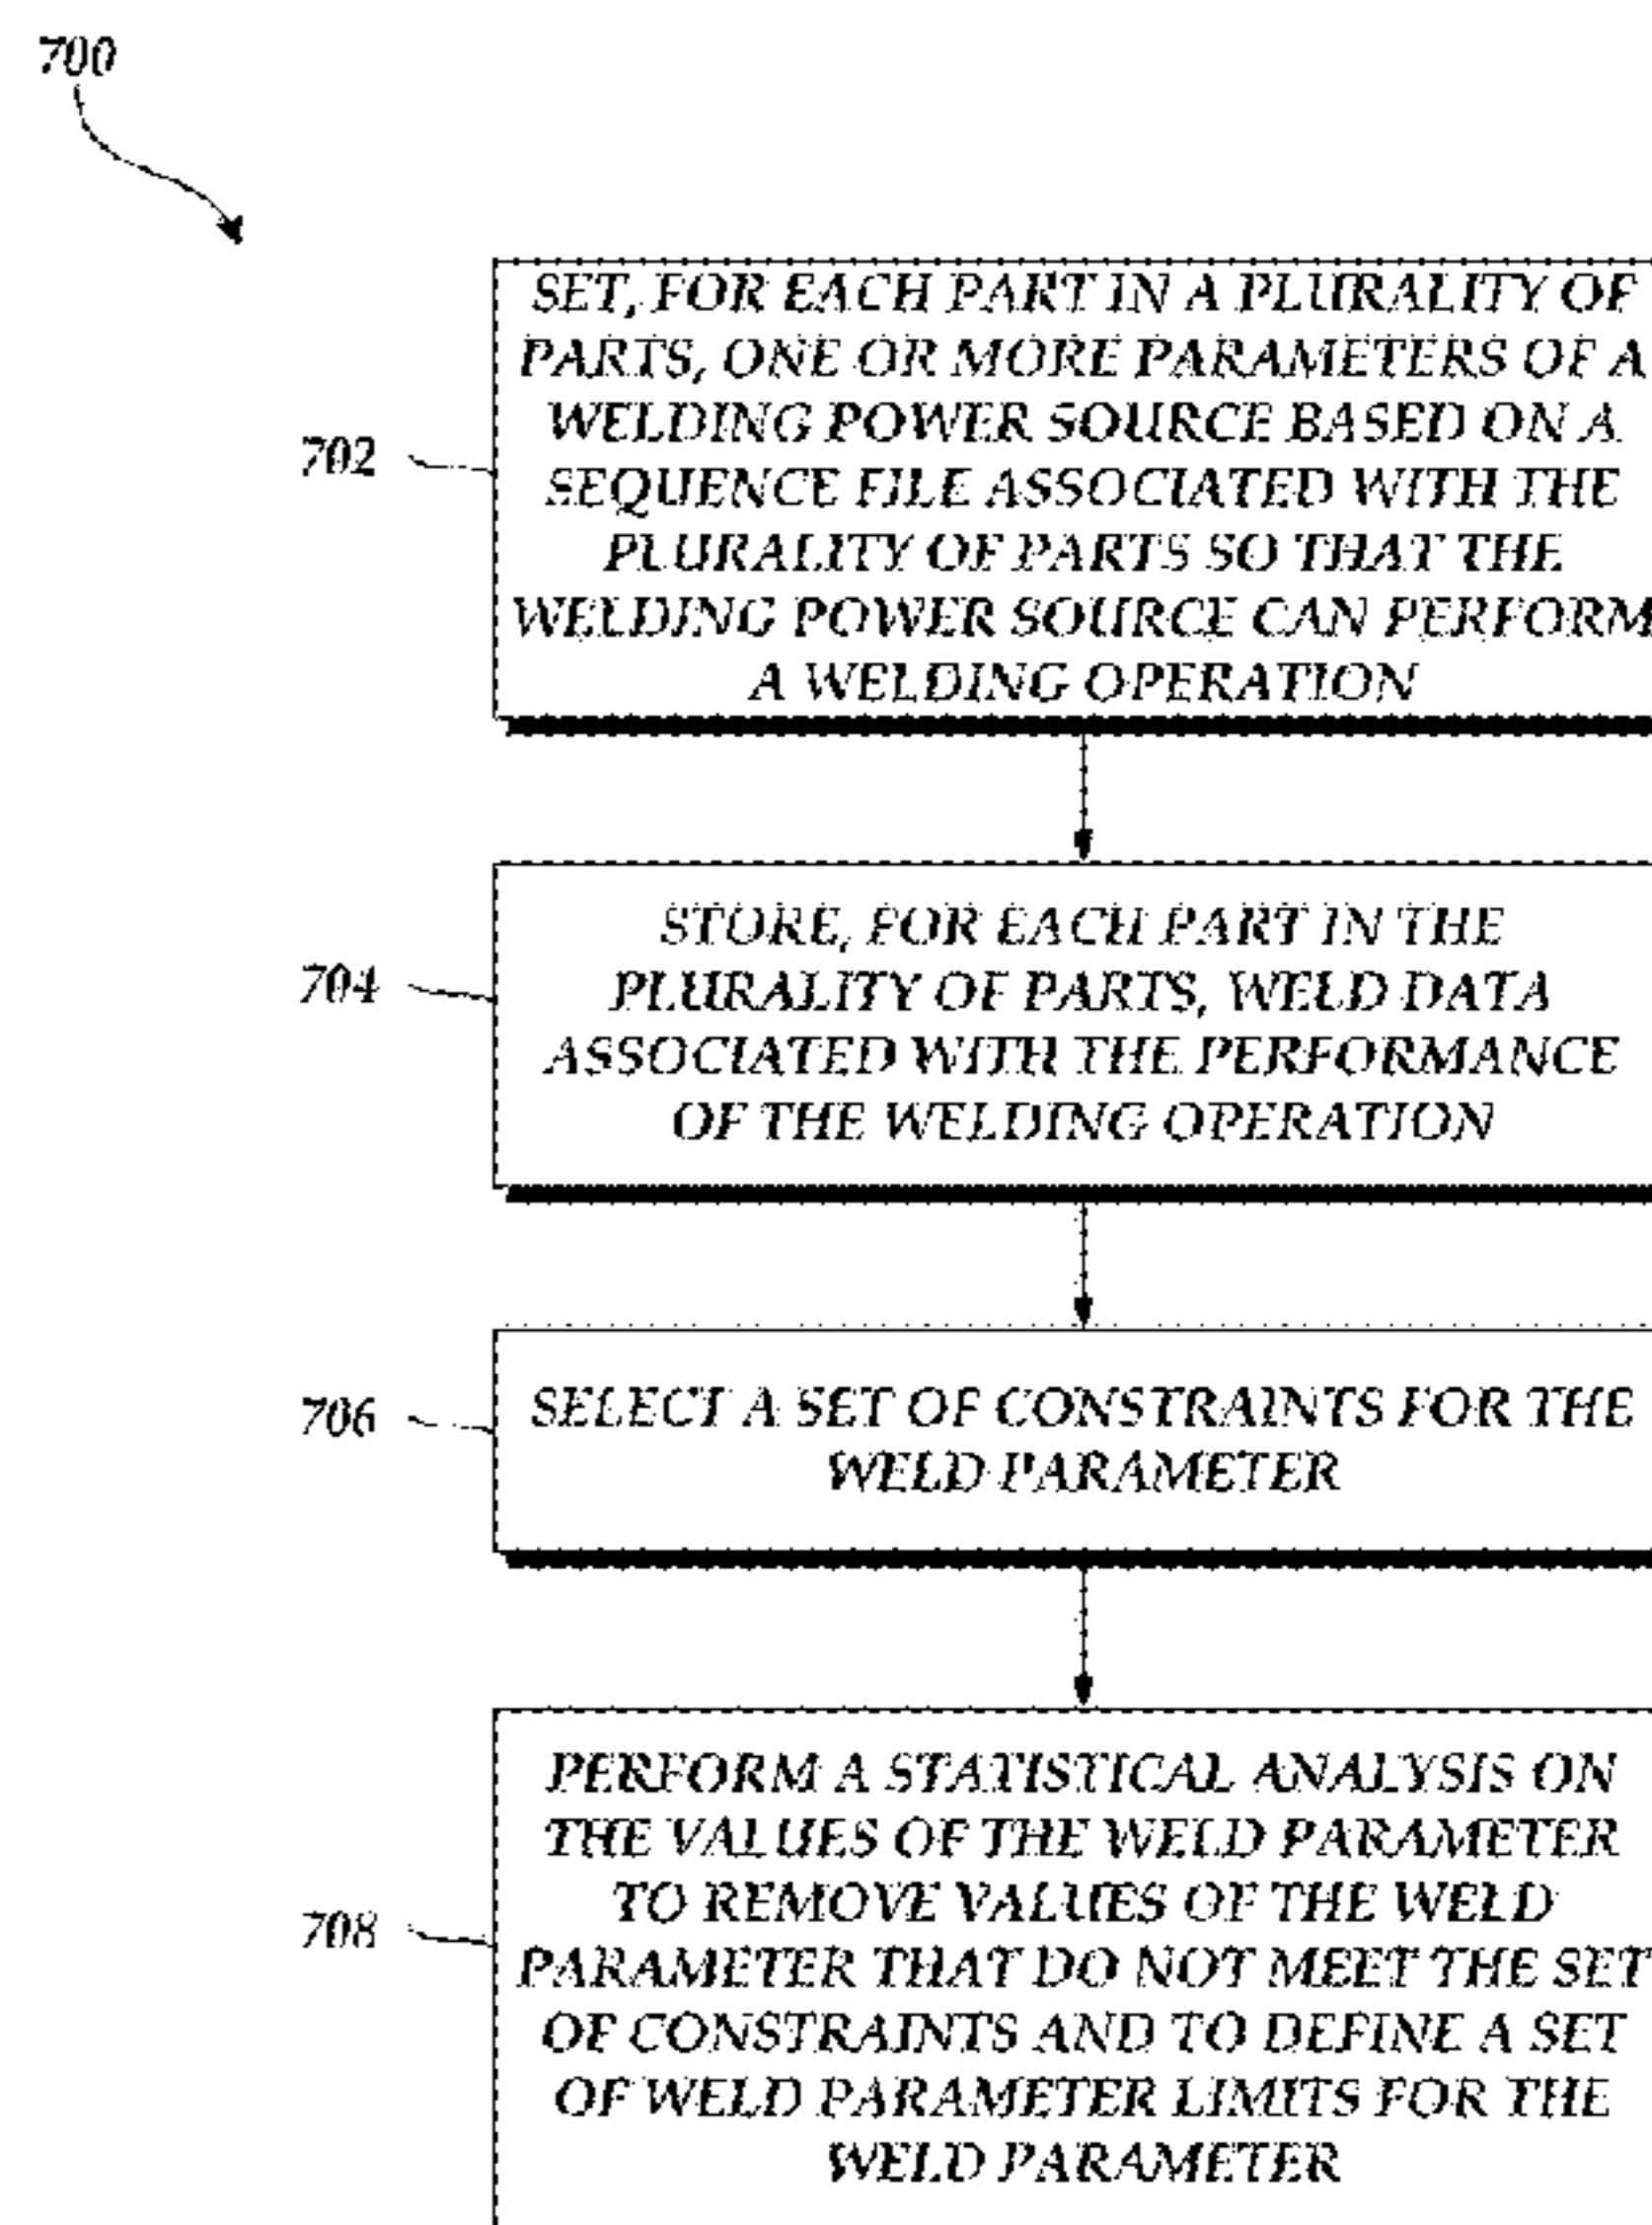 700
SET, FOR EACH PART IN A PLURALITY OF
PARTS, ONE OR MORE PARAMETERS OF A
WELDING POWER SOURCE BASED ON A
702
SEQUENCE FILE ASSOCIATED WITH THE
PLURALITY OF PARTS SO THAT THE
WELDING POWER SOURCE CAN PERFORM
A WELDING OPERATION
STORE, FOR EACH PART IN THE
704
PLURALITY OF PARTS, WELD DATA
ASSOCIATED WITH THE PERFORMANCE
OF THE WELDING OPERATION
706
SELECT A SET OF CONSTRAINTS FOR THE
WELD PARAMETER
PERFORM A STATISTICAL ANALYSIS ON
THE VALUES OF THE WELD PARAMETER
TO REMOVE VALUES OF THE WELD
708
PARAMETER THAT DO NOT MEET THE SET
OF CONSTRAINTS AND TO DEFINE A SET
OF WELD PARAMETER LIMITS FOR THE
WELD PARAMETER